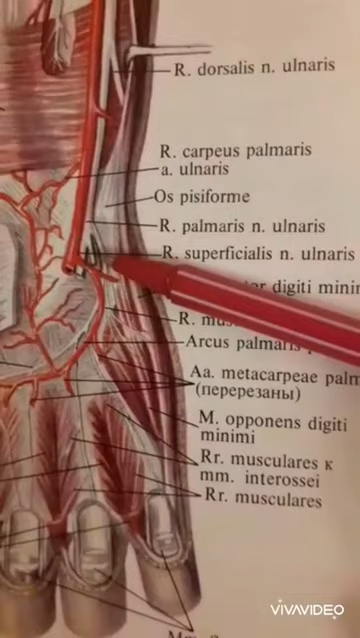 R. dorsalis n. ulnaris
R. carpeus palmaris
a. ulnaris
Os pisiforme
R. palmaris n. ulnaris
R. superficialis n. ulnaris
digiti
R.
Arcus palmaris
Aa. metacarpeae palm
(перерезаны)
M. opponens digiti
minimi
Rr. musculares к
mm. interossei
Rr. musculares
VIVAVIDEO